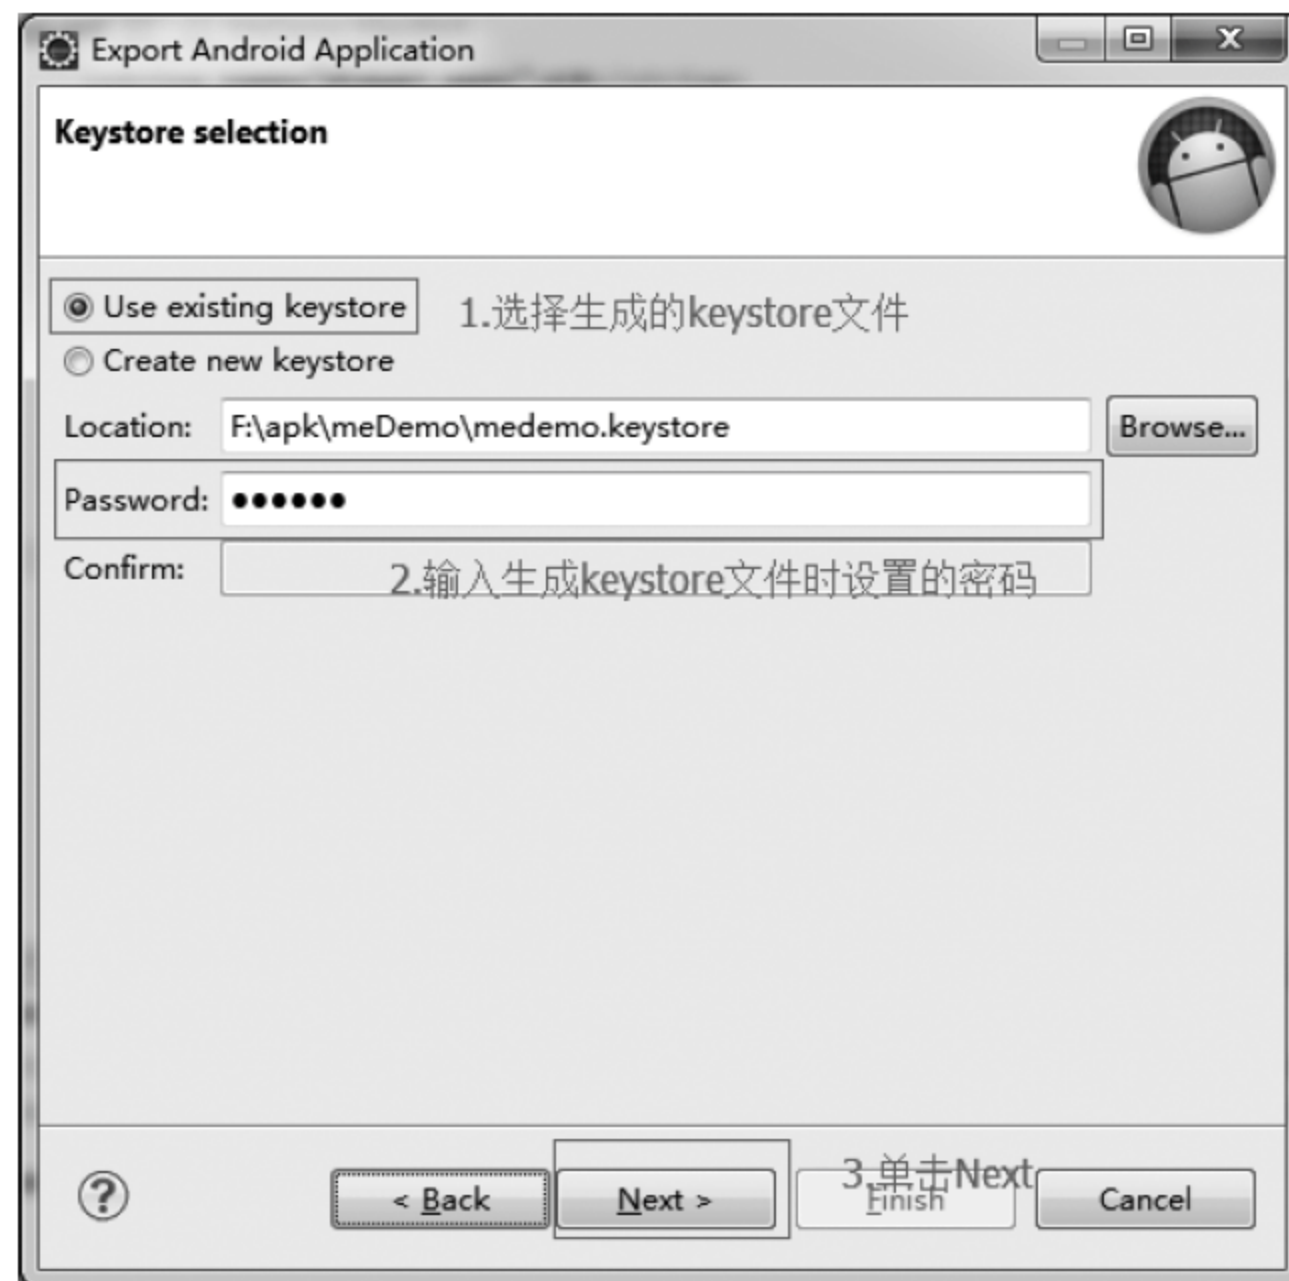 Export Android Application
Keystore selection
Use existing keystore 1.选择生成的keystore文件
Create new keystore
Location: F:\apk\meDemo\medemo.keystore Browse...
Password: ●●●●●●
Confirm: 2.输入生成keystore文件时设置的密码
3.单击Next
< Back Next > Finish Cancel